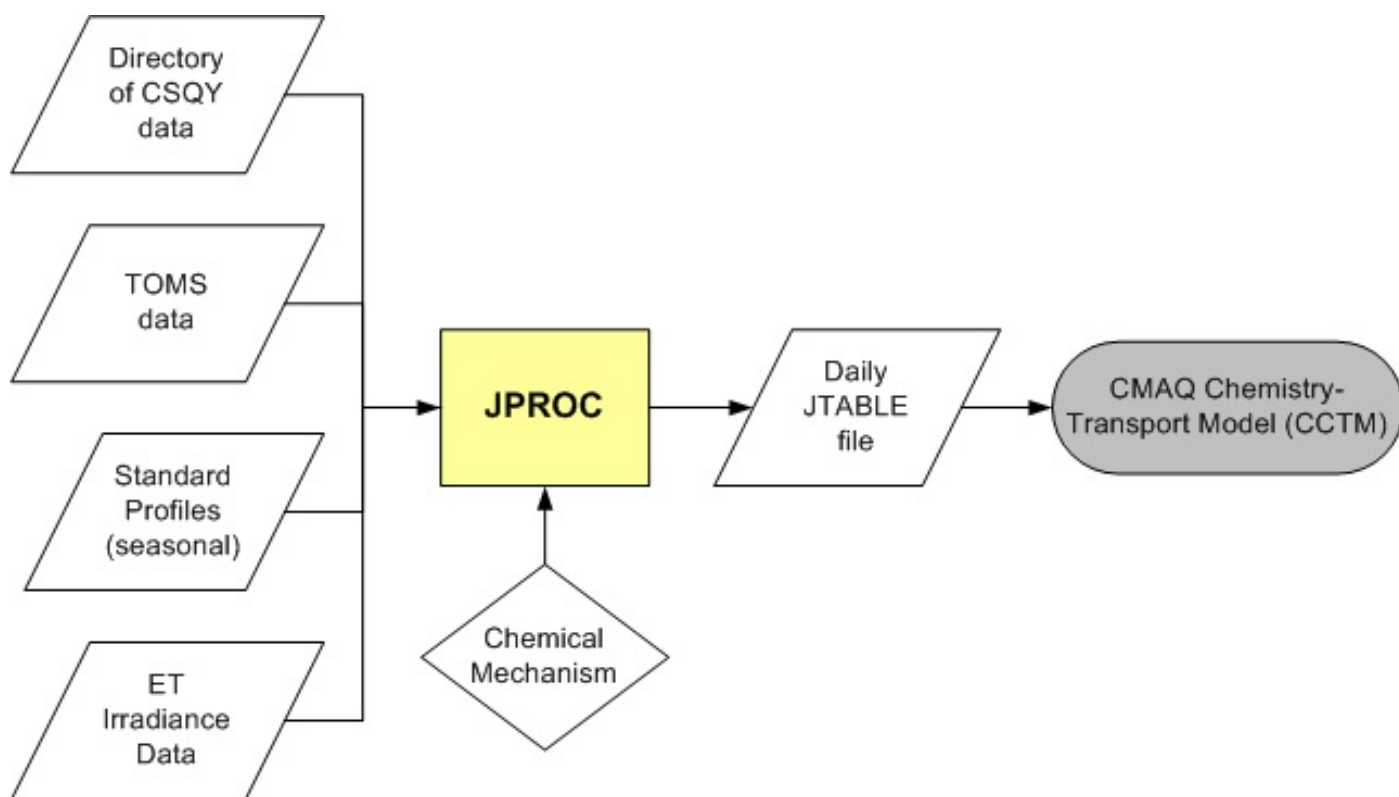 Directory
of CSQY
data
TOMS
data
Standard
Profiles
(seasonal)
ET
Irradiance
Data
JPROC
Chemical
Mechanism
Daily
JTABLE
file
CMAQ Chemistry-
Transport Model (CCTM)